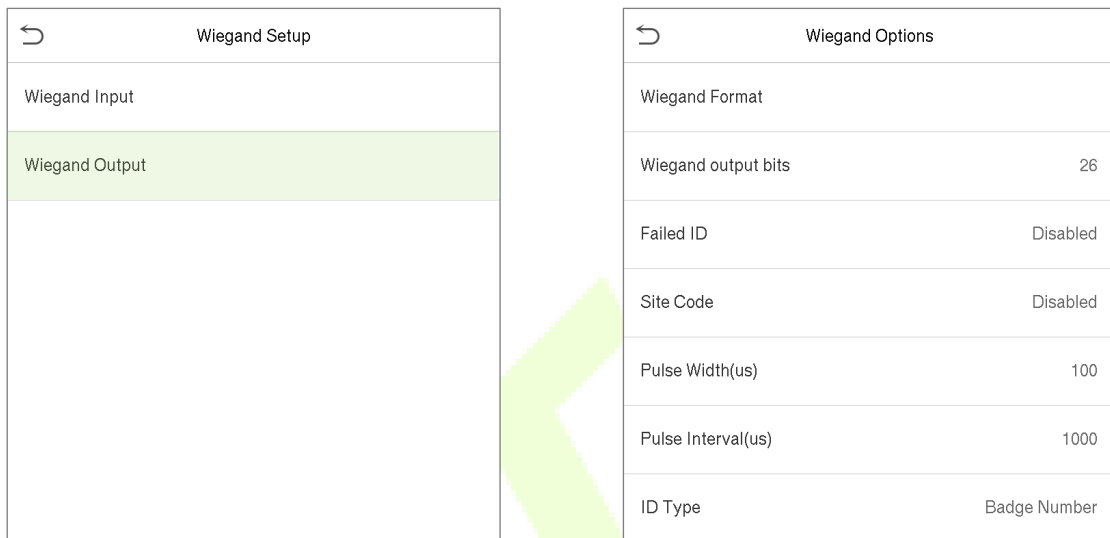 Wiegand Setup
Wiegand Input
Wiegand Output
Wiegand Options
Wiegand Format
Wiegand output bits 26
Failed ID Disabled
Site Code Disabled
Pulse Width(us) 100
Pulse Interval(us) 1000
ID Type Badge Number